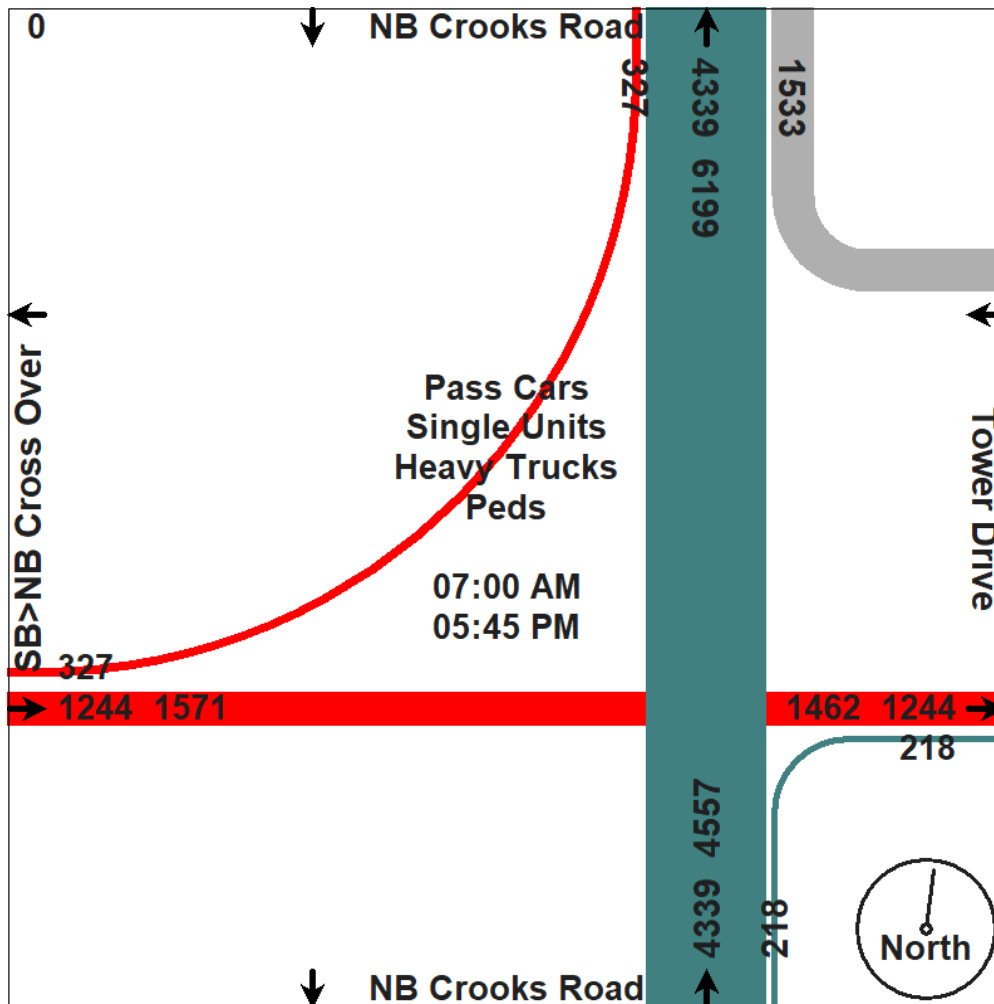 0
NB Crooks Road
327
4339 6199
1533
SB>NB Cross Over
Pass Cars
Single Units
Heavy Trucks
Peds
07:00 AM
05:45 PM
Tower Drive
327
1244 1571
1462 1244
218
4339 4557
218
North
NB Crooks Road